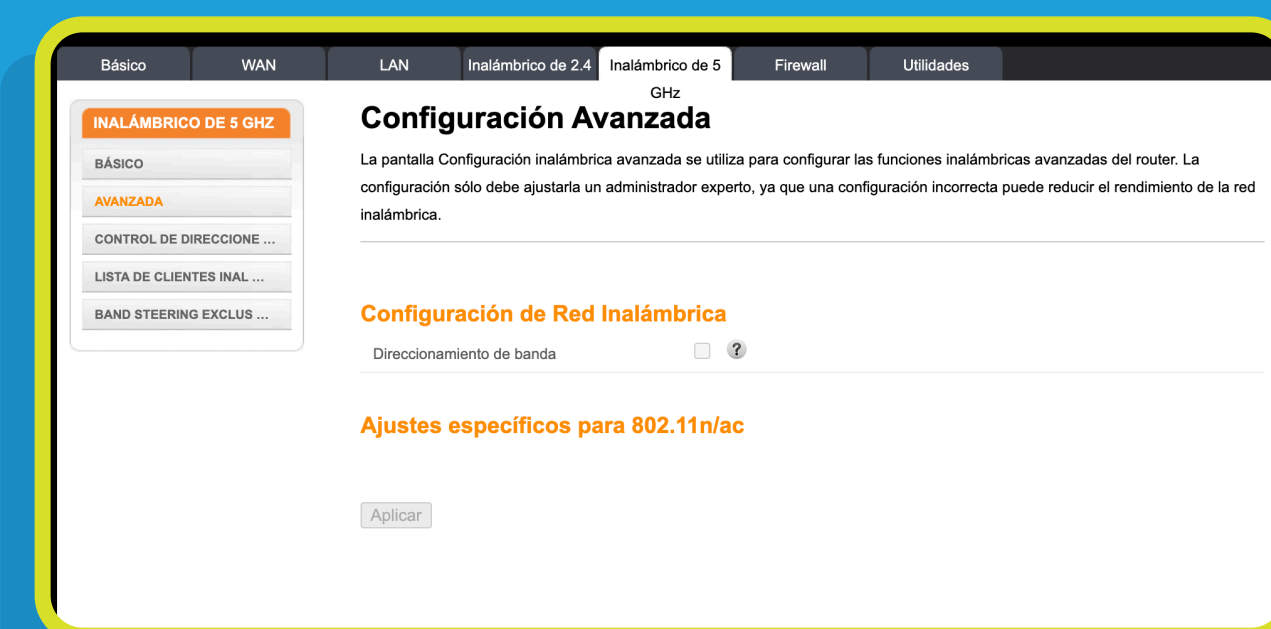 Básico
WAN
LAN
Inalámbrico de 2.4
Inalámbrico de 5
GHz
Firewall
Utilidades
INALÁMBRICO DE 5 GHZ
BÁSICO
AVANZADA
CONTROL DE DIRECCIONE ...
LISTA DE CLIENTES INAL ...
BAND STEERING EXCLUS ...
Configuración Avanzada
La pantalla Configuración inalámbrica avanzada se utiliza para configurar las funciones inalámbricas avanzadas del router. La
configuración sólo debe ajustarla un administrador experto, ya que una configuración incorrecta puede reducir el rendimiento de la red
inalámbrica.
Configuración de Red Inalámbrica
Direccionamiento de banda
?
Ajustes específicos para 802.11n/ac
Aplicar